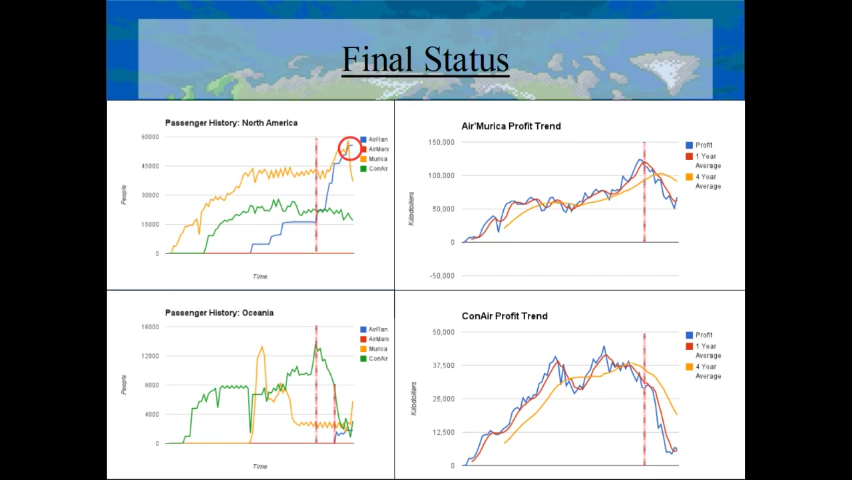 Final Status
Passenger History: North America
60000
45000
30000
15000
0
People
Time
AirRan
AirMars
Murica
ConAir
Air'Murica Profit Trend
150,000
100,000
50,000
0
-50,000
Kilodollars
Profit
1 Year
Average
4 Year
Average
Passenger History: Oceania
16000
12000
8000
4000
0
People
Time
AirRan
Murica
ConAir
ConAir Profit Trend
50,000
37,500
25,000
12,500
0
Kilodollars
Profit
1 Year
Average
4 Year
Average